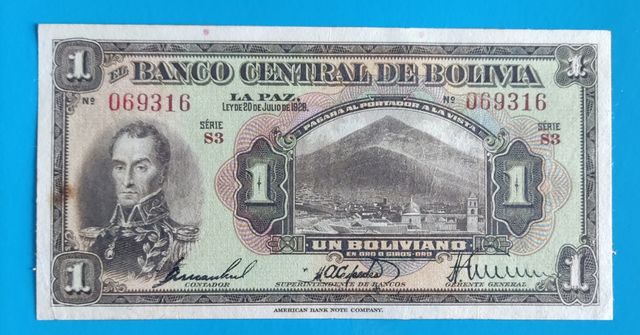 1
1
EL BANCO CENTRAL DE BOLIVIA
Nº 069316
LA PAZ,
LEY DE 20 DE JULIO DE 1928.
Nº 069316
PAGARA AL PORTADOR A LA VISTA
SÉRIE
S3
SÉRIE
S3
1
1
UN BOLIVIANO
EN ORO O GIROS-ORO
CONTADOR
SUPERINTENDENTE DE BANCOS
GERENTE GENERAL
1
1
AMERICAN BANK NOTE COMPANY.